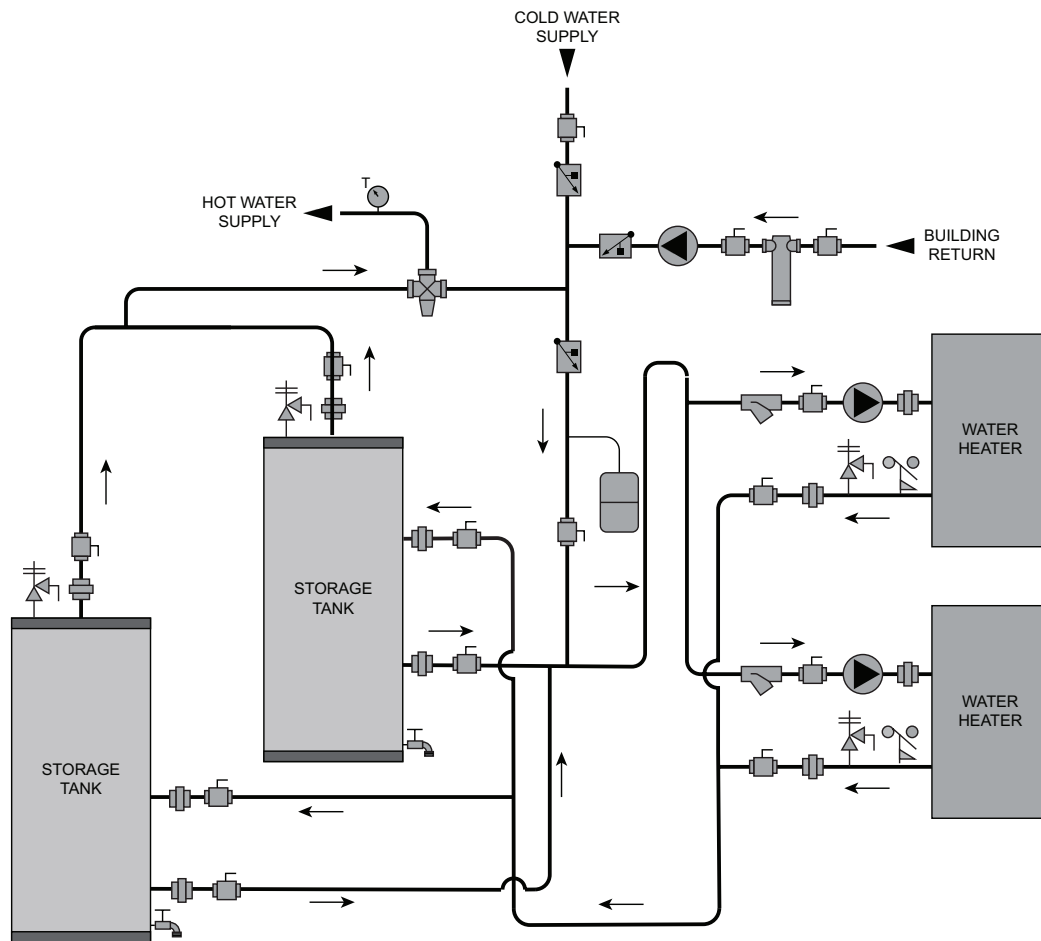 COLD WATER
SUPPLY
T
HOT WATER
SUPPLY
BUILDING
RETURN
WATER
HEATER
STORAGE
TANK
WATER
HEATER
STORAGE
TANK